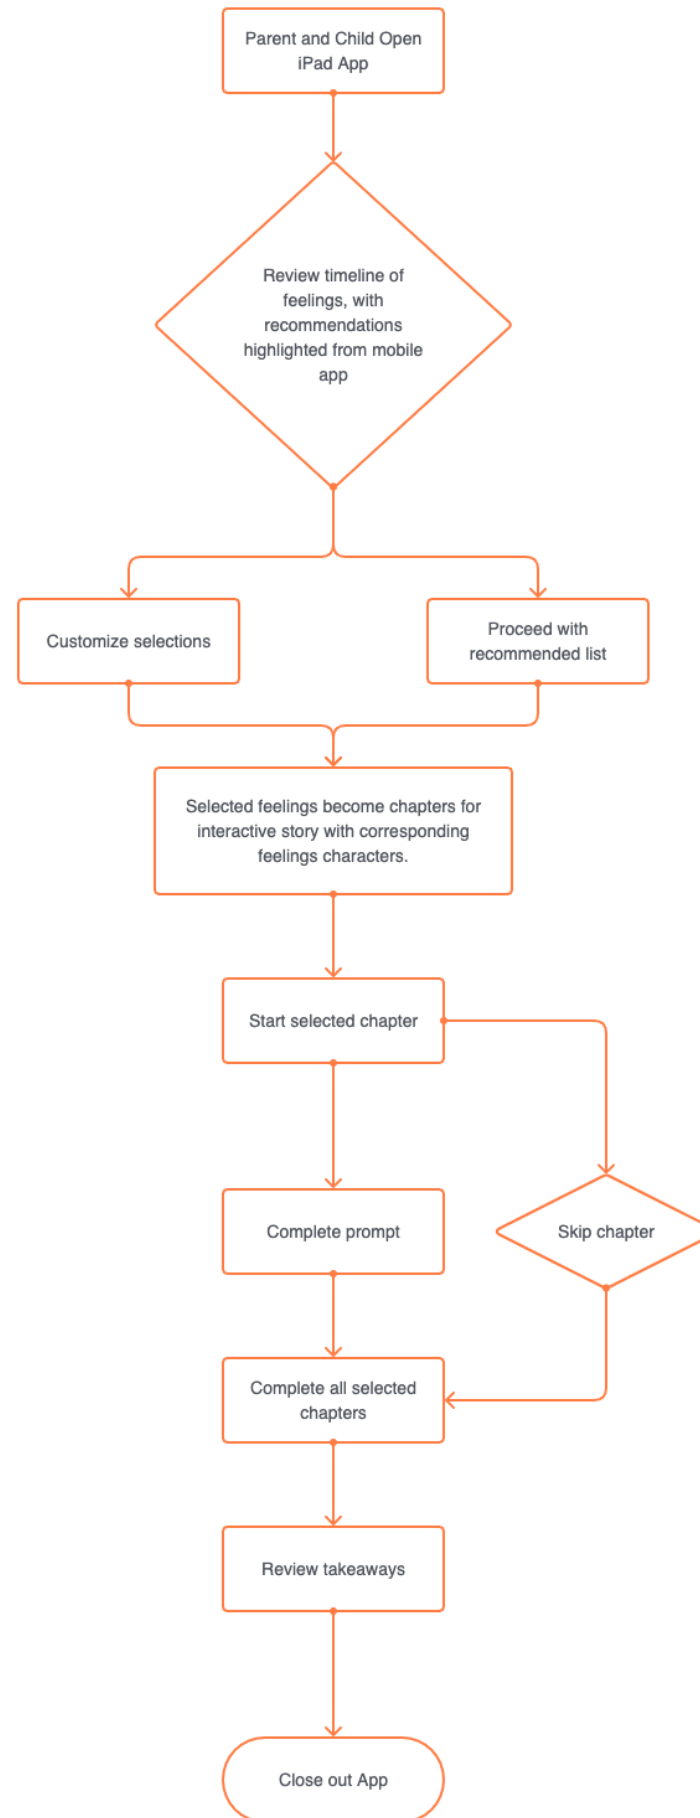 Parent and Child Open
iPad App
Review timeline of
feelings, with
recommendations
highlighted from mobile
app
Customize selections
Proceed with
recommended list
Selected feelings become chapters for
interactive story with corresponding
feelings characters.
Start selected chapter
Complete prompt
Skip chapter
Complete all selected
chapters
Review takeaways
Close out App